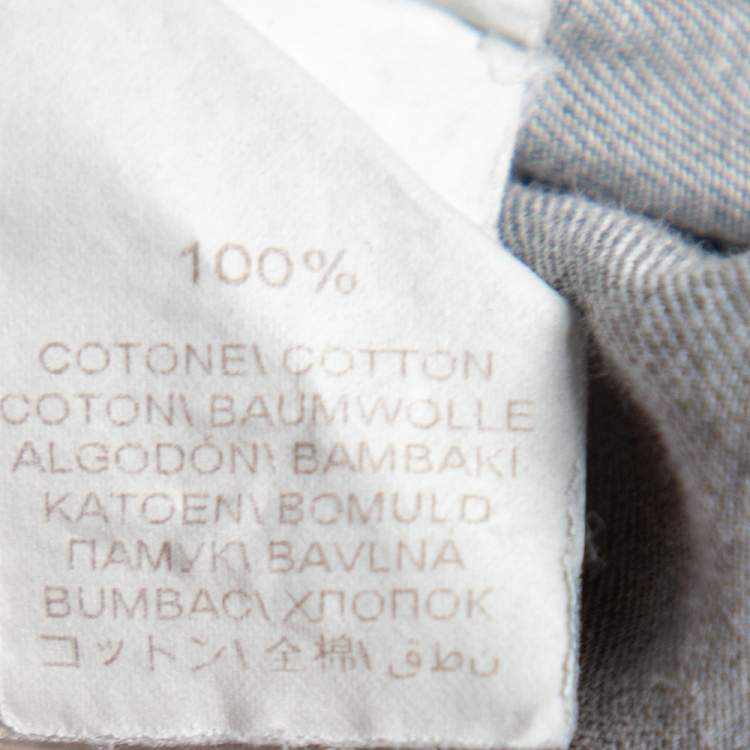 100%
COTONE\ COTTON
COTON\ BAUMWOLLE
ALGODÓN\ BAMBAKI
KATOEN\ BOMULD
ПАМУК\ BAVLNA
BUMBAC\ ХЛОПОК
コットン\ 全棉\ قطن